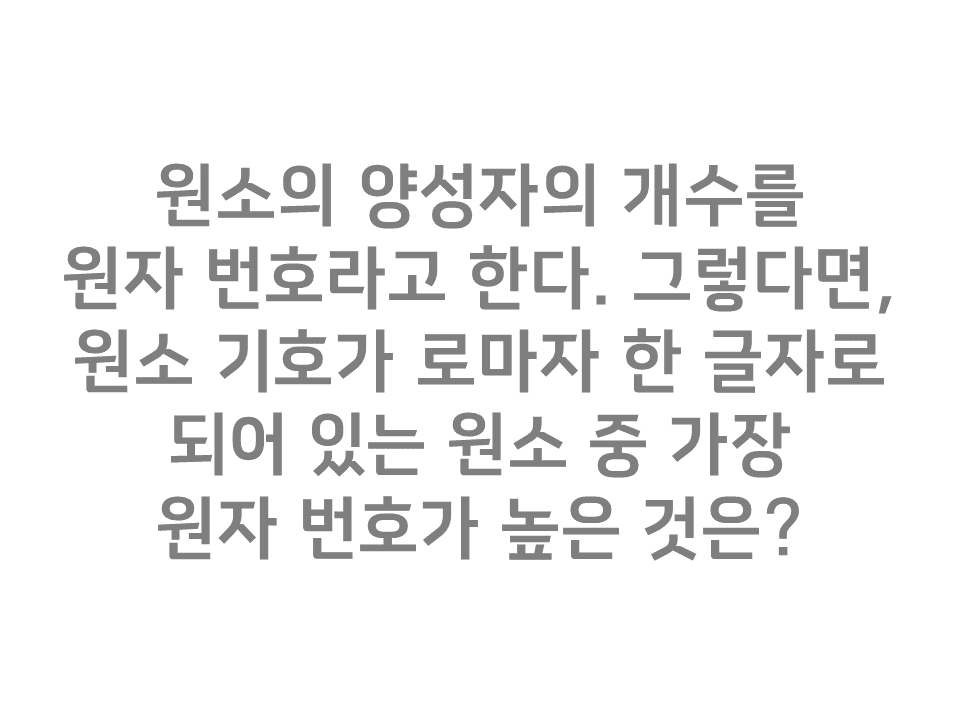 원소의 양성자의 개수를
원자 번호라고 한다. 그렇다면,
원소 기호가 로마자 한 글자로
되어 있는 원소 중 가장
원자 번호가 높은 것은?